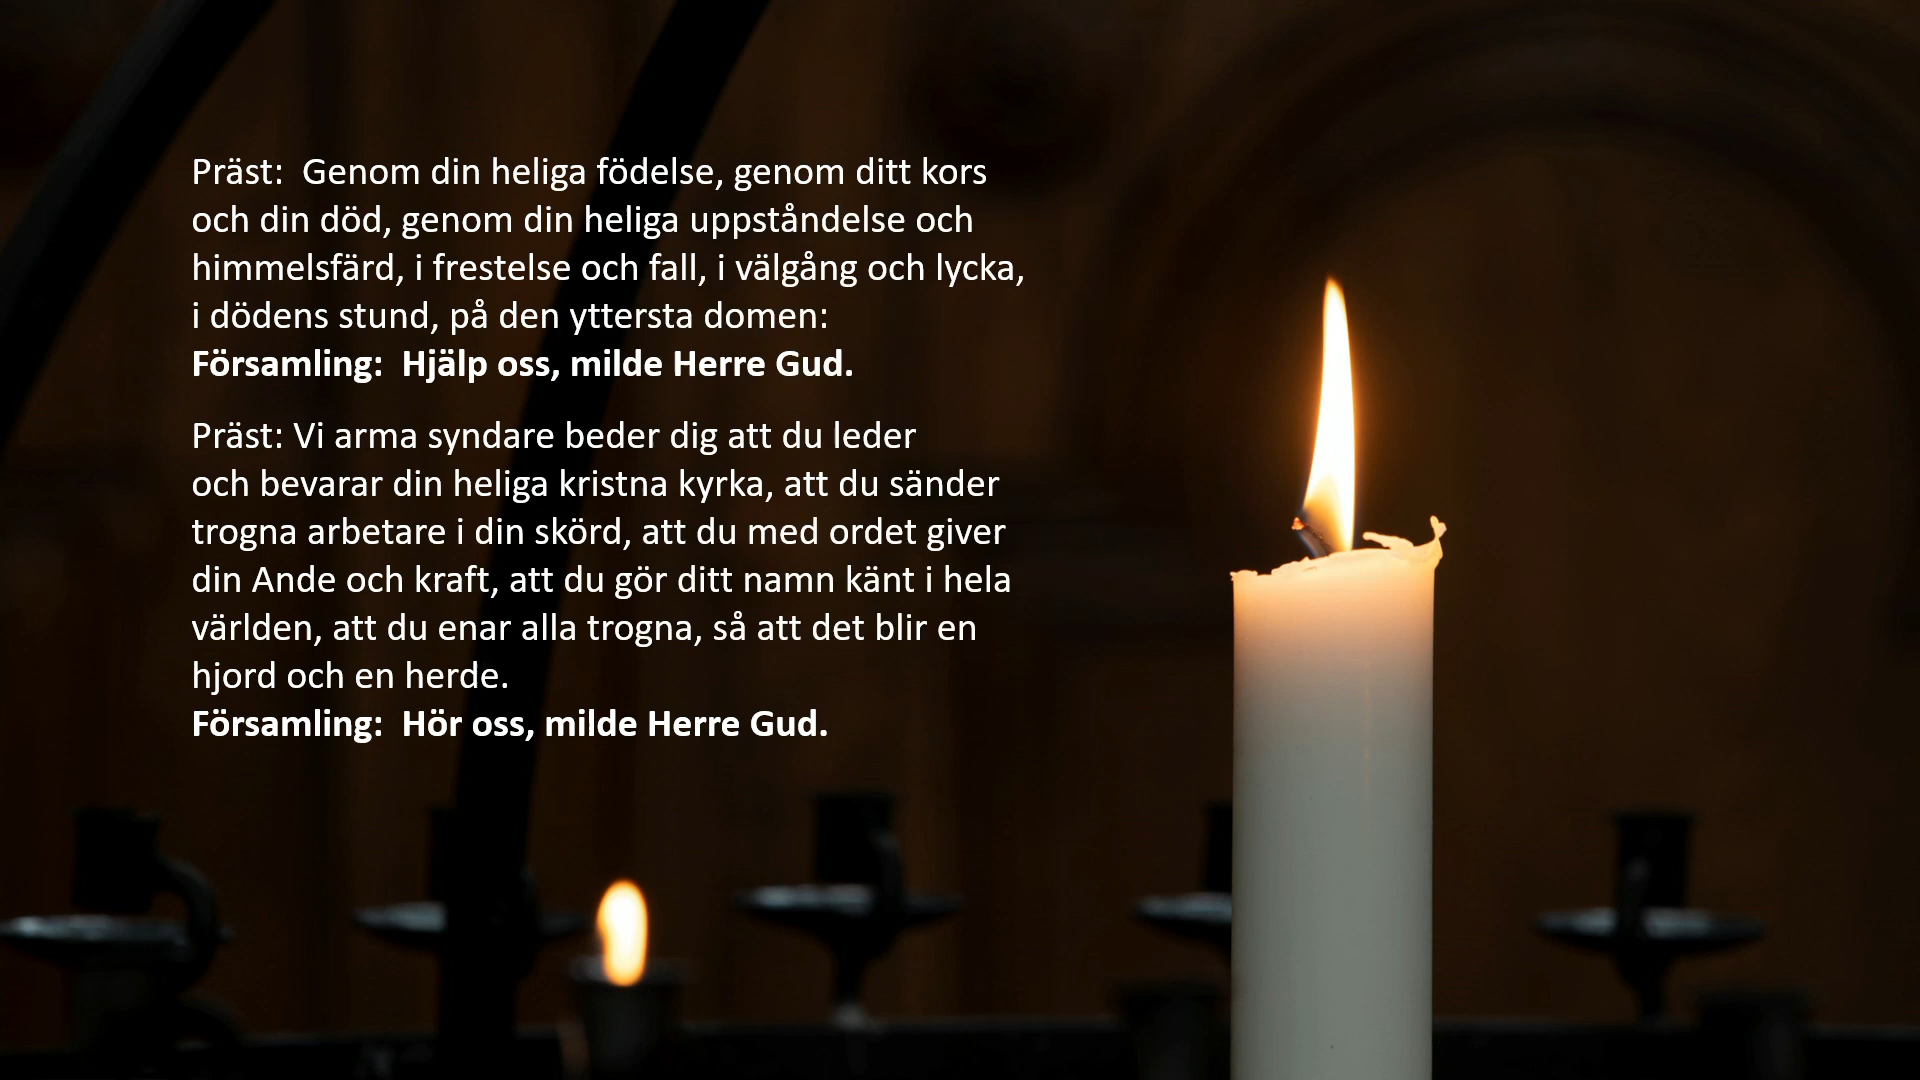 Präst:  Genom din heliga födelse, genom ditt kors
och din död, genom din heliga uppståndelse och
himmelsfärd, i frestelse och fall, i välgång och lycka,
i dödens stund, på den yttersta domen:
Församling:  Hjälp oss, milde Herre Gud.
Präst: Vi arma syndare beder dig att du leder
och bevarar din heliga kristna kyrka, att du sänder
trogna arbetare i din skörd, att du med ordet giver
din Ande och kraft, att du gör ditt namn känt i hela
världen, att du enar alla trogna, så att det blir en
hjord och en herde.
Församling:  Hör oss, milde Herre Gud.